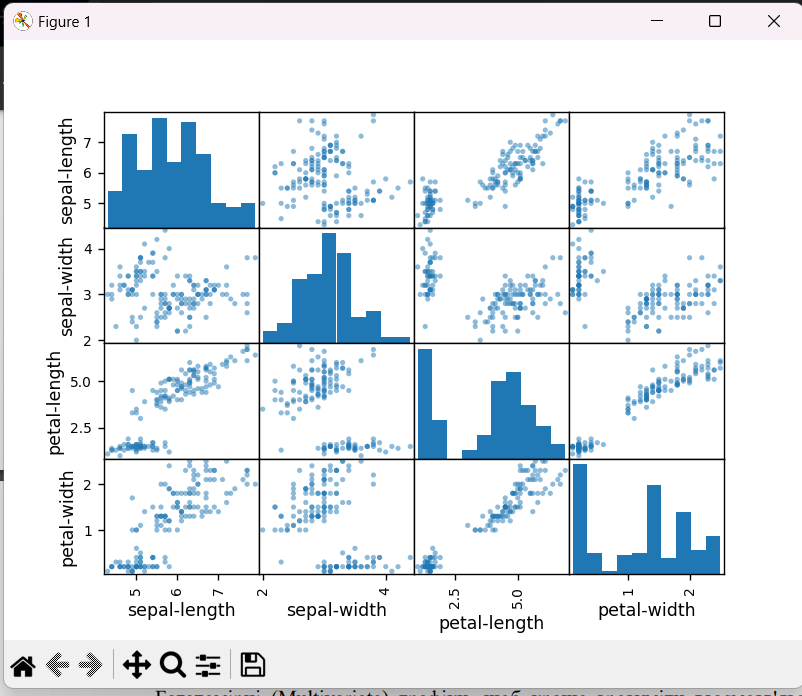 Figure 1
sepal-length
7
6
5
sepal-width
4
3
2
petal-length
5.0
2.5
petal-width
2
1
5 6 7 2 4 2.5 5.0 1 2
sepal-length sepal-width petal-length petal-width
(Multivariate)